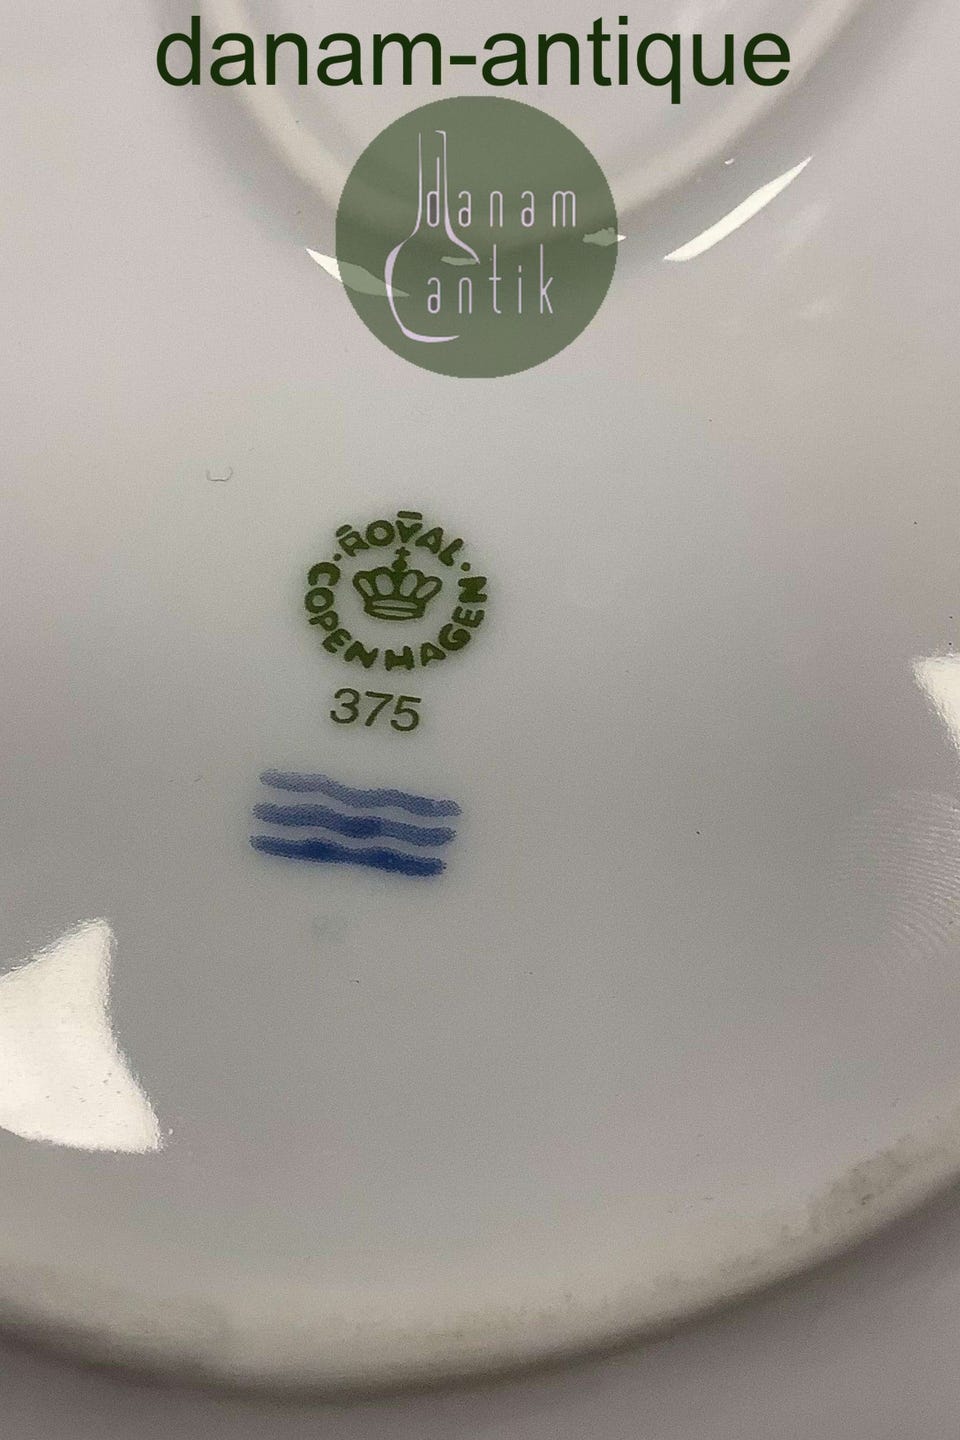 danam-antique
danam
antik
ROYAL
COPENHAGEN
375